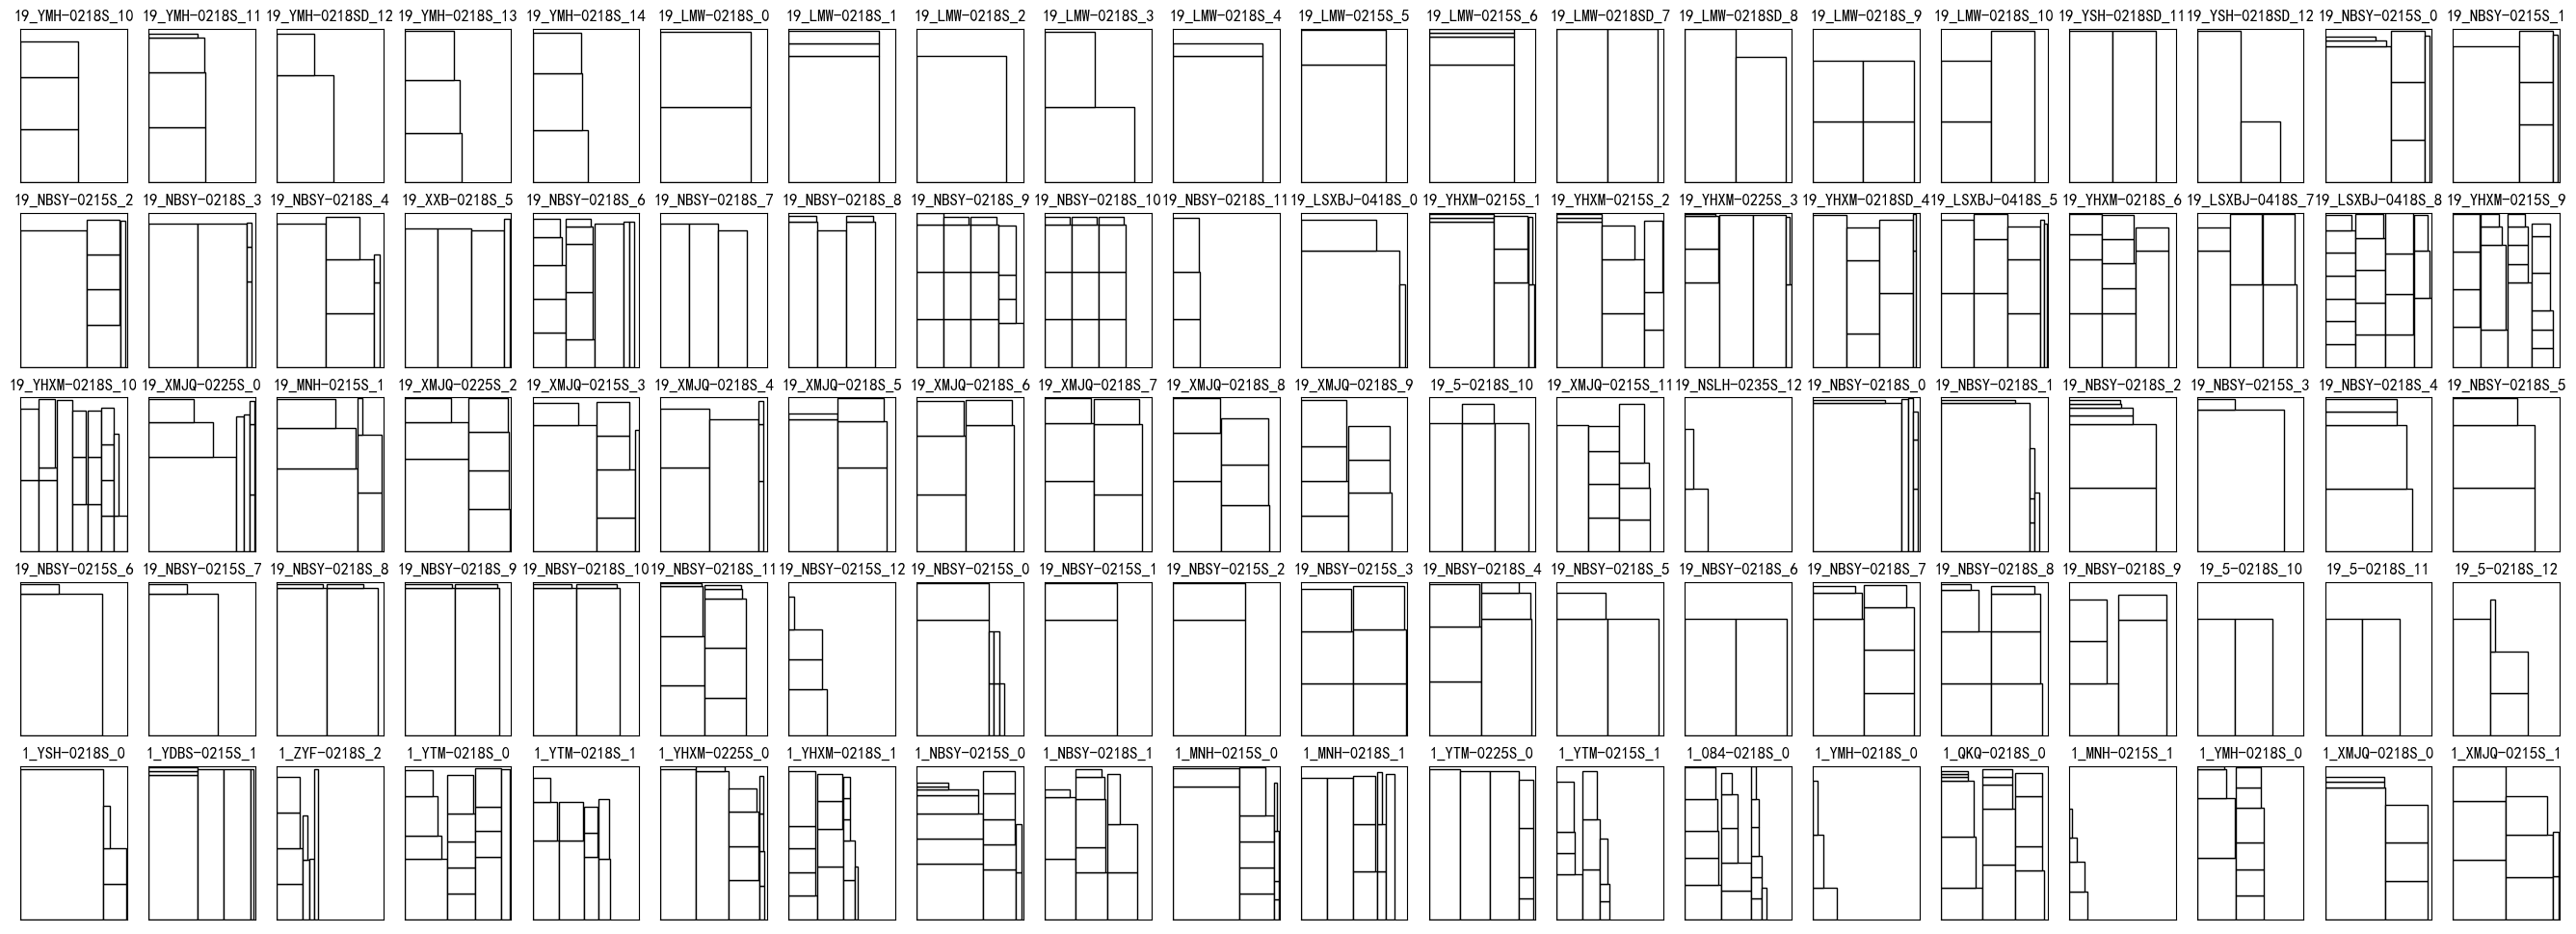 19_YMH-0218S_10 19_YMH-0218S_11 19_YMH-0218SD_12 19_YMH-0218S_13 19_YMH-0218S_14 19_LMW-0218S_0 19_LMW-0218S_1 19_LMW-0218S_2 19_LMW-0218S_3 19_LMW-0218S_4 19_LMW-0215S_5 19_LMW-0215S_6 19_LMW-0218SD_7 19_LMW-0218SD_8 19_LMW-0218S_9 19_LMW-0218S_10 19_YSH-0218SD_11 19_YSH-0218SD_12 19_NBSY-0215S_0 19_NBSY-0215S_1
19_NBSY-0215S_2 19_NBSY-0218S_3 19_NBSY-0218S_4 19_XXB-0218S_5 19_NBSY-0218S_6 19_NBSY-0218S_7 19_NBSY-0218S_8 19_NBSY-0218S_9 19_NBSY-0218S_10 19_NBSY-0218S_11 19_LSXBJ-0418S_0 19_YHXM-0215S_1 19_YHXM-0215S_2 19_YHXM-0225S_3 19_YHXM-0218SD_4 19_LSXBJ-0418S_5 19_YHXM-0218S_6 19_LSXBJ-0418S_7 19_LSXBJ-0418S_8 19_YHXM-0215S_9
19_YHXM-0218S_10 19_XMJQ-0225S_0 19_MNH-0215S_1 19_XMJQ-0225S_2 19_XMJQ-0215S_3 19_XMJQ-0218S_4 19_XMJQ-0218S_5 19_XMJQ-0218S_6 19_XMJQ-0218S_7 19_XMJQ-0218S_8 19_XMJQ-0218S_9 19_5-0218S_10 19_XMJQ-0215S_11 19_NSLH-0235S_12 19_NBSY-0218S_0 19_NBSY-0218S_1 19_NBSY-0218S_2 19_NBSY-0215S_3 19_NBSY-0218S_4 19_NBSY-0218S_5
19_NBSY-0215S_6 19_NBSY-0215S_7 19_NBSY-0218S_8 19_NBSY-0218S_9 19_NBSY-0218S_10 19_NBSY-0218S_11 19_NBSY-0215S_12 19_NBSY-0215S_0 19_NBSY-0215S_1 19_NBSY-0215S_2 19_NBSY-0215S_3 19_NBSY-0218S_4 19_NBSY-0218S_5 19_NBSY-0218S_6 19_NBSY-0218S_7 19_NBSY-0218S_8 19_NBSY-0218S_9 19_5-0218S_10 19_5-0218S_11 19_5-0218S_12
1_YSH-0218S_0 1_YDBS-0215S_1 1_ZYF-0218S_2 1_YTM-0218S_0 1_YTM-0218S_1 1_YHXM-0225S_0 1_YHXM-0218S_1 1_NBSY-0215S_0 1_NBSY-0218S_1 1_MNH-0215S_0 1_MNH-0218S_1 1_YTM-0225S_0 1_YTM-0215S_1 1_084-0218S_0 1_YMH-0218S_0 1_QKQ-0218S_0 1_MNH-0215S_1 1_YMH-0218S_0 1_XMJQ-0218S_0 1_XMJQ-0215S_1